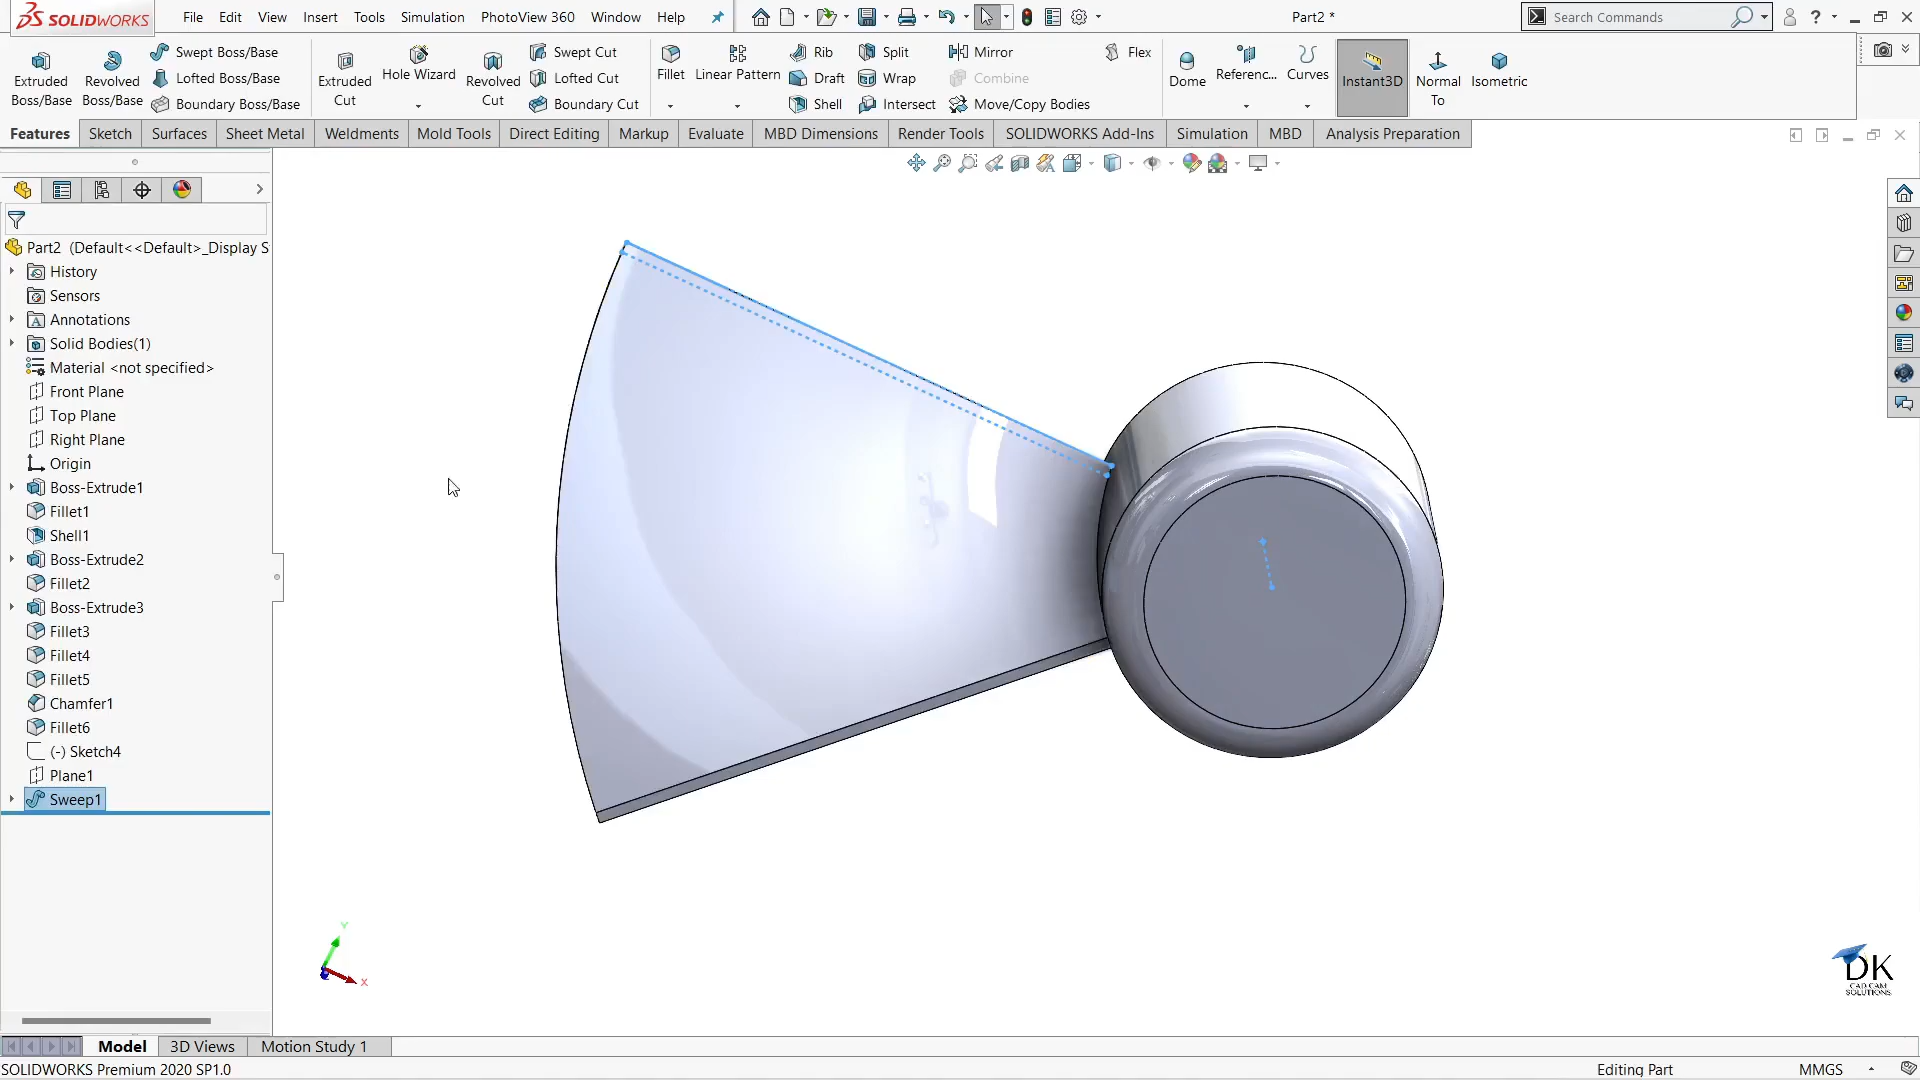 SOLIDWORKS
File Edit View Insert Tools Simulation PhotoView 360 Window Help
Part2 *
Search Commands
Extruded Boss/Base
Revolved Boss/Base
Swept Boss/Base
Lofted Boss/Base
Boundary Boss/Base
Extruded Cut
Hole Wizard
Revolved Cut
Swept Cut
Lofted Cut
Boundary Cut
Fillet
Linear Pattern
Rib
Draft
Shell
Split
Wrap
Intersect
Mirror
Combine
Move/Copy Bodies
Flex
Dome
Referenc...
Curves
Instant3D
Normal To
Isometric
Features Sketch Surfaces Sheet Metal Weldments Mold Tools Direct Editing Markup Evaluate MBD Dimensions Render Tools SOLIDWORKS Add-Ins Simulation MBD Analysis Preparation
Part2 (Default<<Default>_Display S
History
Sensors
Annotations
Solid Bodies(1)
Material <not specified>
Front Plane
Top Plane
Right Plane
Origin
Boss-Extrude1
Fillet1
Shell1
Boss-Extrude2
Fillet2
Boss-Extrude3
Fillet3
Fillet4
Fillet5
Chamfer1
Fillet6
(-) Sketch4
Plane1
Sweep1
Y
X
DK
CAD CAM
SOLUTIONS
Model 3D Views Motion Study 1
SOLIDWORKS Premium 2020 SP1.0
Editing Part
MMGS